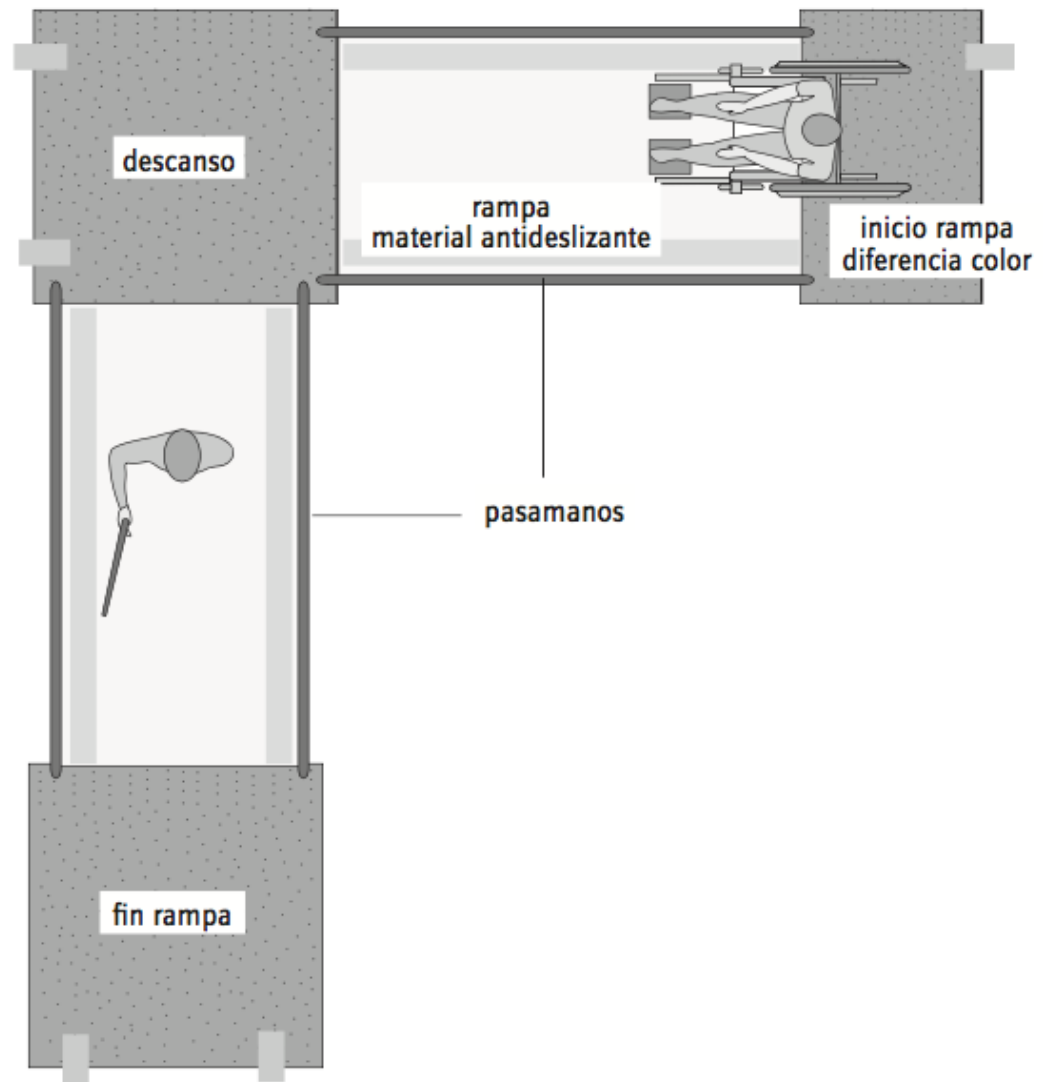 descanso
rampa
material antideslizante
inicio rampa
diferencia color
pasamanos
fin rampa